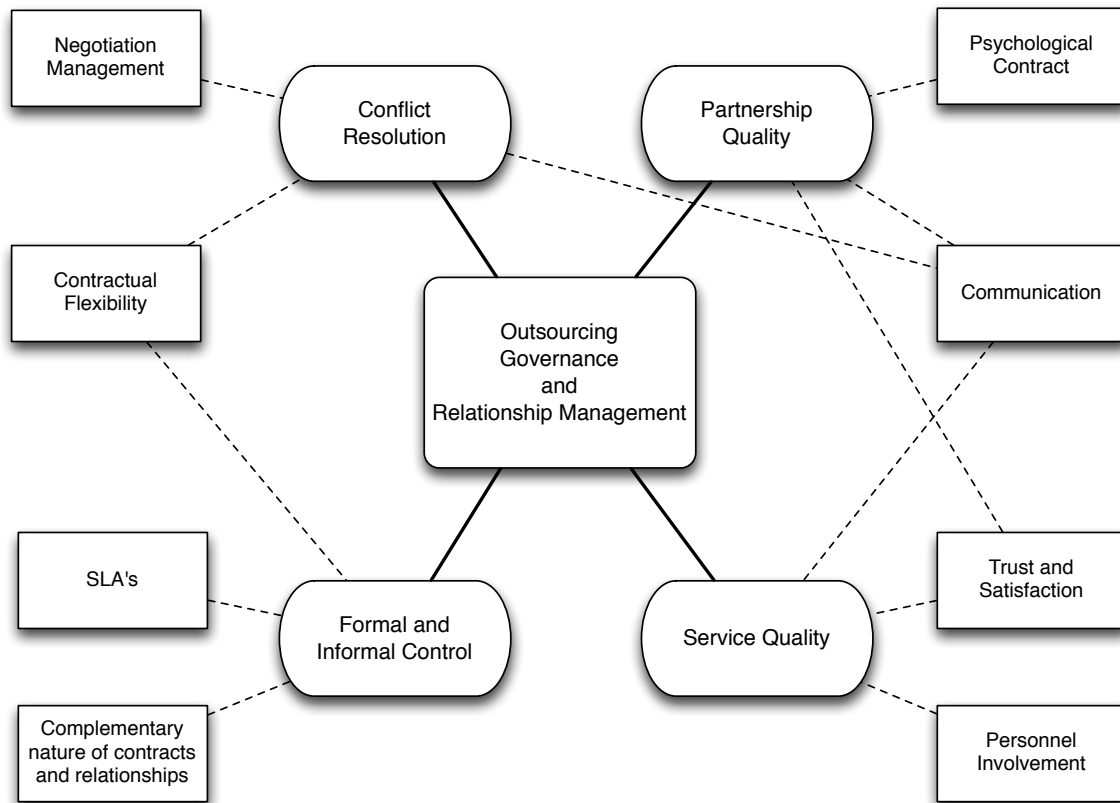 Negotiation
Management
Conflict
Resolution
Partnership
Quality
Psychological
Contract
Contractual
Flexibility
Outsourcing
Governance
and
Relationship Management
Communication
SLA's
Formal and
Informal Control
Service Quality
Trust and
Satisfaction
Complementary
nature of contracts
and relationships
Personnel
Involvement